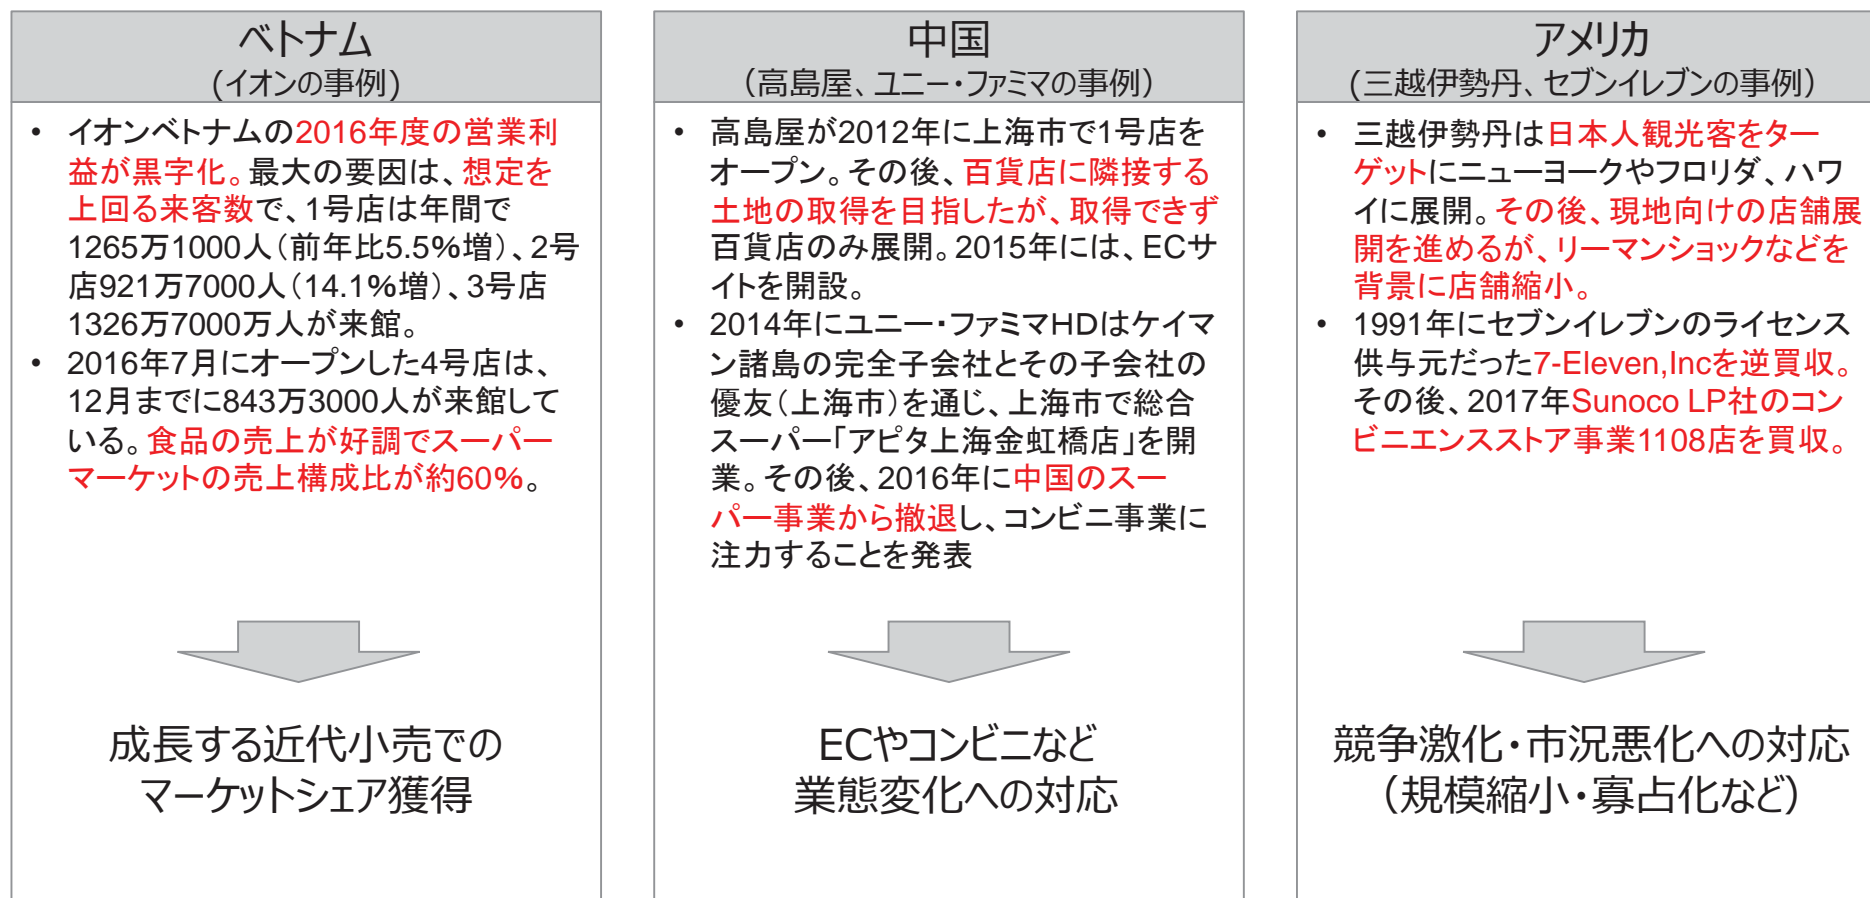 ベトナム
(イオンの事例)
• イオンベトナムの2016年度の営業利
益が黒字化。最大の要因は、想定を
上回る来客数で、1号店は年間で
1265万1000人（前年比5.5％増）、2号
店921万7000人（14.1％増）、3号店
1326万7000万人が来館。
• 2016年7月にオープンした4号店は、
12月までに843万3000人が来館して
いる。食品の売上が好調でスーパー
マーケットの売上構成比が約60％。
成長する近代小売での
マーケットシェア獲得
中国
（高島屋、ユニー・ファミマの事例）
• 高島屋が2012年に上海市で1号店を
オープン。その後、百貨店に隣接する
土地の取得を目指したが、取得できず
百貨店のみ展開。2015年には、ECサ
イトを開設。
• 2014年にユニー・ファミマＨＤはケイマ
ン諸島の完全子会社とその子会社の
優友（上海市）を通じ、上海市で総合
スーパー「アピタ上海金虹橋店」を開
業。その後、2016年に中国のスー
パー事業から撤退し、コンビニ事業に
注力することを発表
ECやコンビニなど
業態変化への対応
アメリカ
(三越伊勢丹、セブンイレブンの事例）
• 三越伊勢丹は日本人観光客をター
ゲットにニューヨークやフロリダ、ハワ
イに展開。その後、現地向けの店舗展
開を進めるが、リーマンショックなどを
背景に店舗縮小。
• 1991年にセブンイレブンのライセンス
供与元だった7-Eleven,Incを逆買収。
その後、2017年Sunoco LP社のコン
ビニエンスストア事業1108店を買収。
競争激化・市況悪化への対応
（規模縮小・寡占化など）